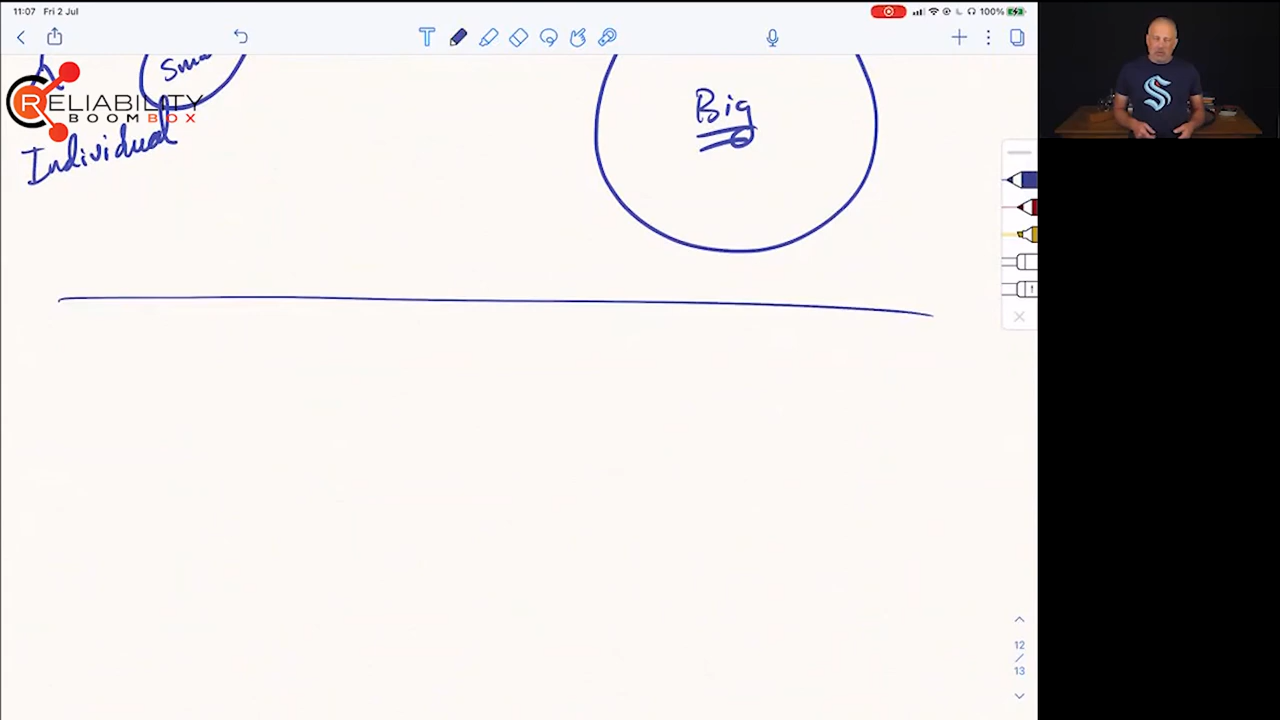 11:07 Fri 2 Jul
100%
T
Big
RELIABILITY
BOOMBOX
Individual
12
/
13